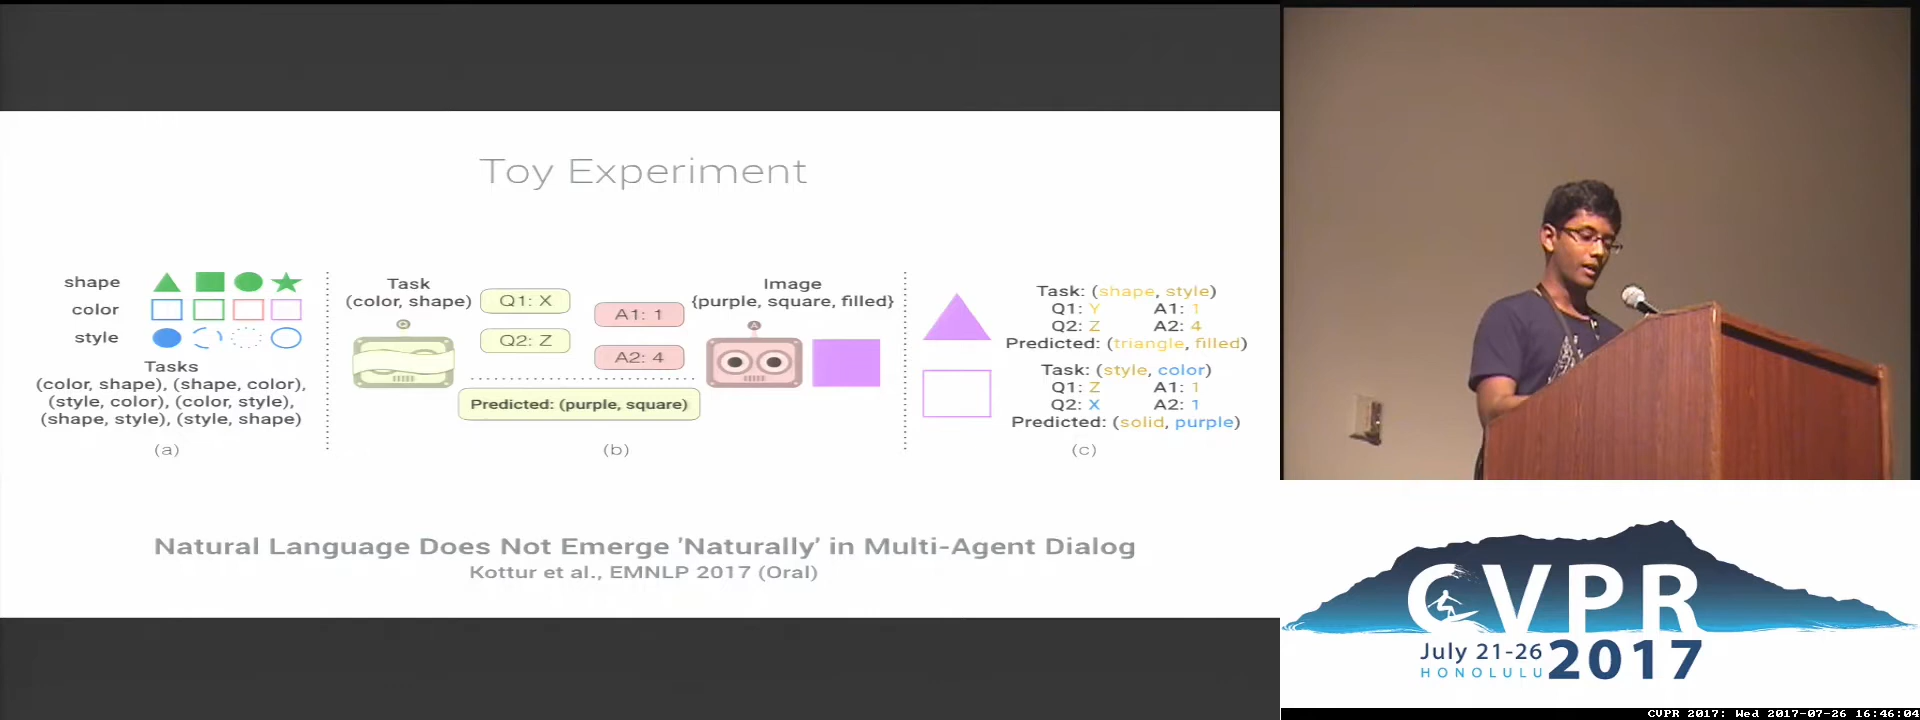 Toy Experiment
shape
color
style
Tasks
(color, shape), (shape, color),
(style, color), (color, style),
(shape, style), (style, shape)
(a)
Task
(color, shape)
Q1: X
Q2: Z
A1: 1
A2: 4
Image
{purple, square, filled}
Q
A
Predicted: (purple, square)
(b)
Task: (shape, style)
Q1: Y A1: 1
Q2: Z A2: 4
Predicted: (triangle, filled)
Task: (style, color)
Q1: Z A1: 1
Q2: X A2: 1
Predicted: (solid, purple)
(c)
Natural Language Does Not Emerge 'Naturally' in Multi-Agent Dialog
Kottur et al., EMNLP 2017 (Oral)
CVPR
July 21-26
HONOLULU
2017
CVPR 2017: Wed 2017-07-26 16:46:04